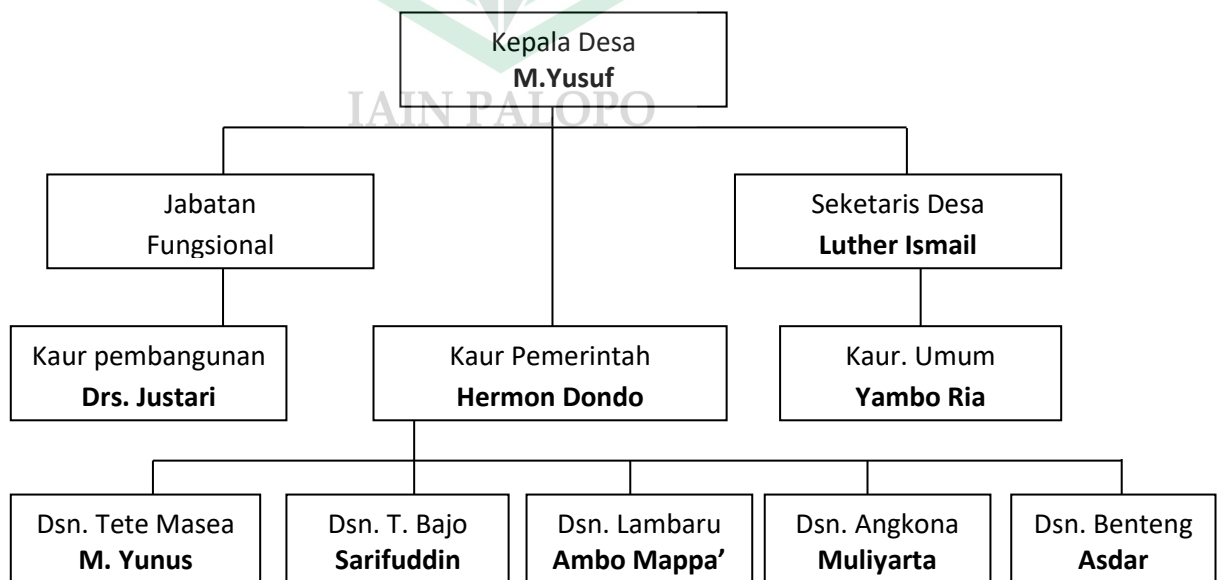 Kepala Desa
M.Yusuf
IAIN PALOPO
Jabatan
Fungsional
Seketaris Desa
Luther Ismail
Kaur pembangunan
Drs. Justari
Kaur Pemerintah
Hermon Dondo
Kaur. Umum
Yambo Ria
Dsn. Tete Masea
M. Yunus
Dsn. T. Bajo
Sarifuddin
Dsn. Lambaru
Ambo Mappa’
Dsn. Angkona
Muliyarta
Dsn. Benteng
Asdar